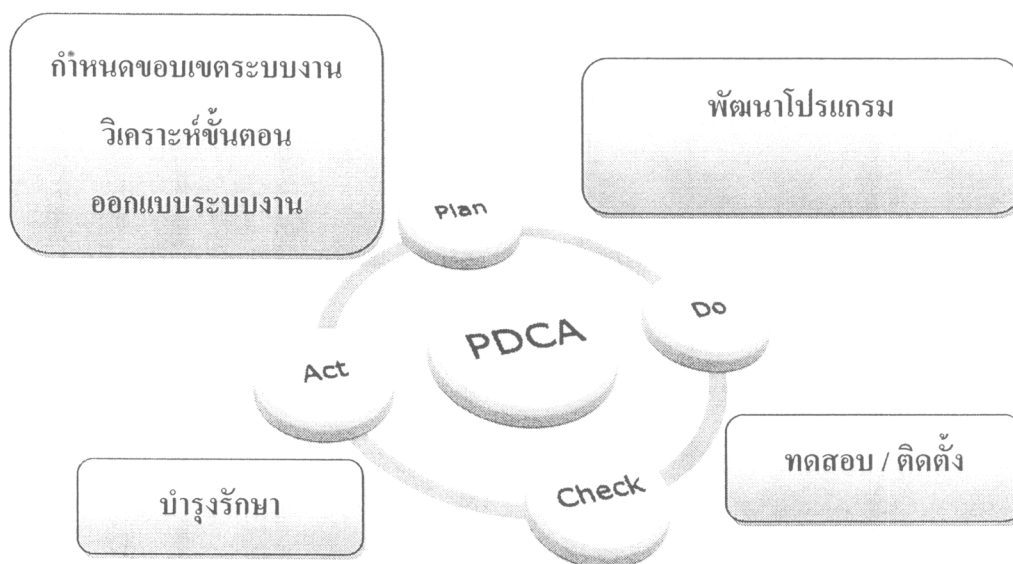 กำหนดขอบเขตระบบงาน
วิเคราะห์ขั้นตอน
ออกแบบระบบงาน
พัฒนาโปรแกรม
Plan
Do
PDCA
Act
Check
ทดสอบ / ติดตั้ง
บำรุงรักษา